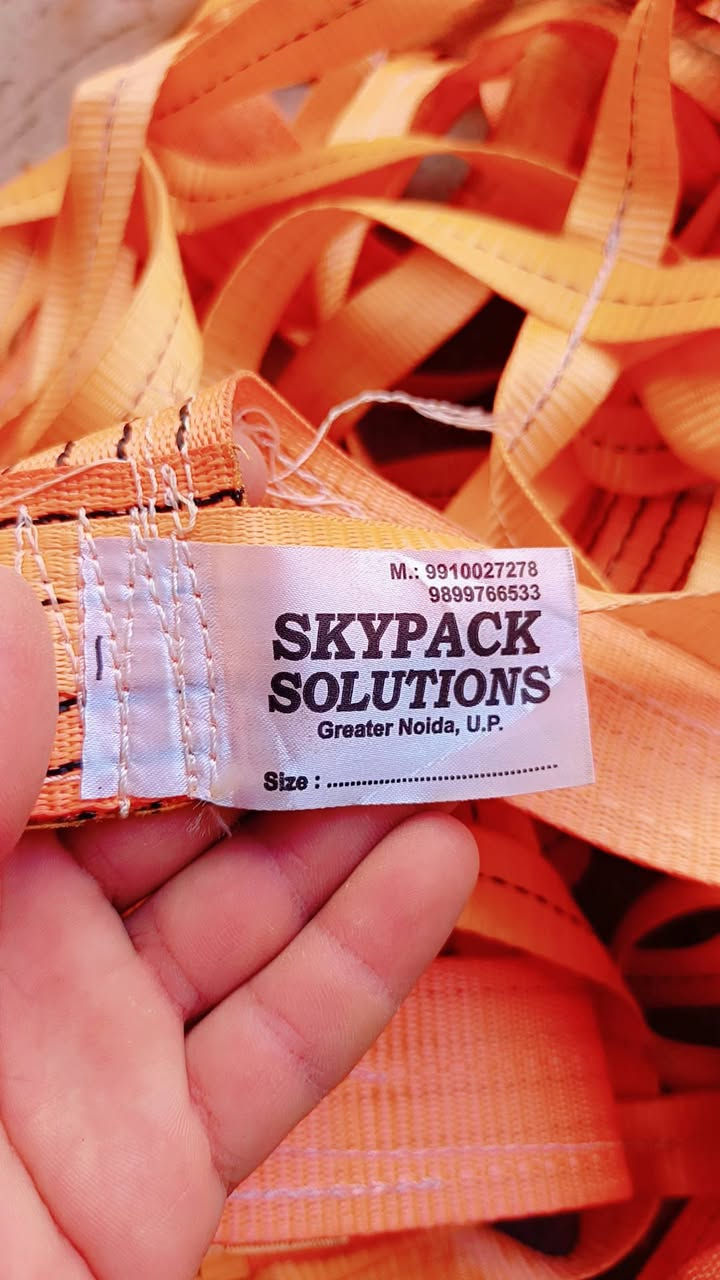 M.: 9910027278
9899766533
SKYPACK
SOLUTIONS
Greater Noida, U.P.
Size : ........................................